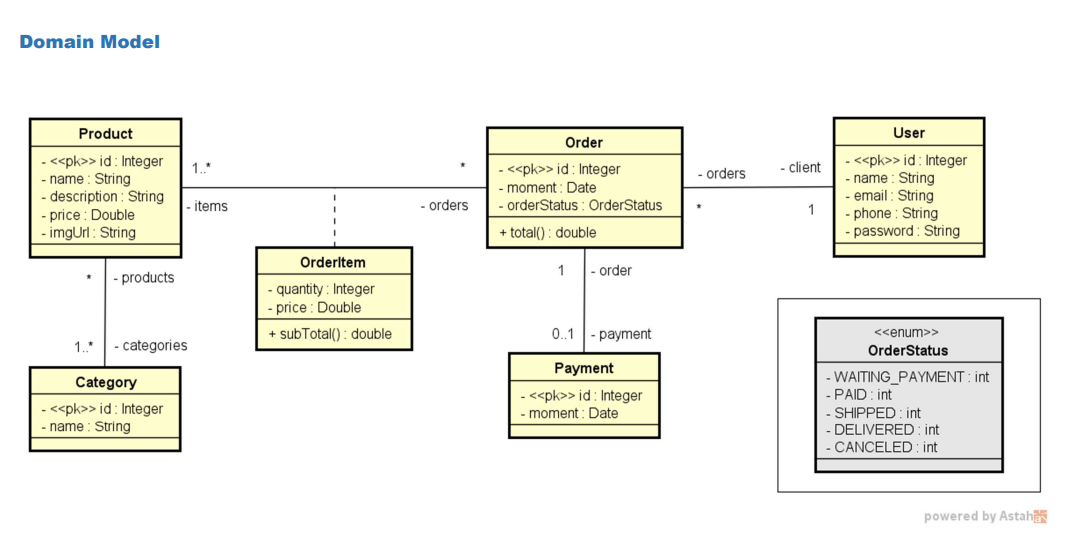 Domain Model
Product
- <<pk>> id : Integer
- name : String
- description : String
- price : Double
- imgUrl : String
1..*
- items
*
- orders
Order
- <<pk>> id : Integer
- moment : Date
- orderStatus : OrderStatus
+ total() : double
- orders
*
- client
1
User
- <<pk>> id : Integer
- name : String
- email : String
- phone : String
- password : String
OrderItem
- quantity : Integer
- price : Double
+ subTotal() : double
* - products
1..* - categories
Category
- <<pk>> id : Integer
- name : String
1 - order
0..1 - payment
Payment
- <<pk>> id : Integer
- moment : Date
<<enum>>
OrderStatus
- WAITING_PAYMENT : int
- PAID : int
- SHIPPED : int
- DELIVERED : int
- CANCELED : int
powered by Astah